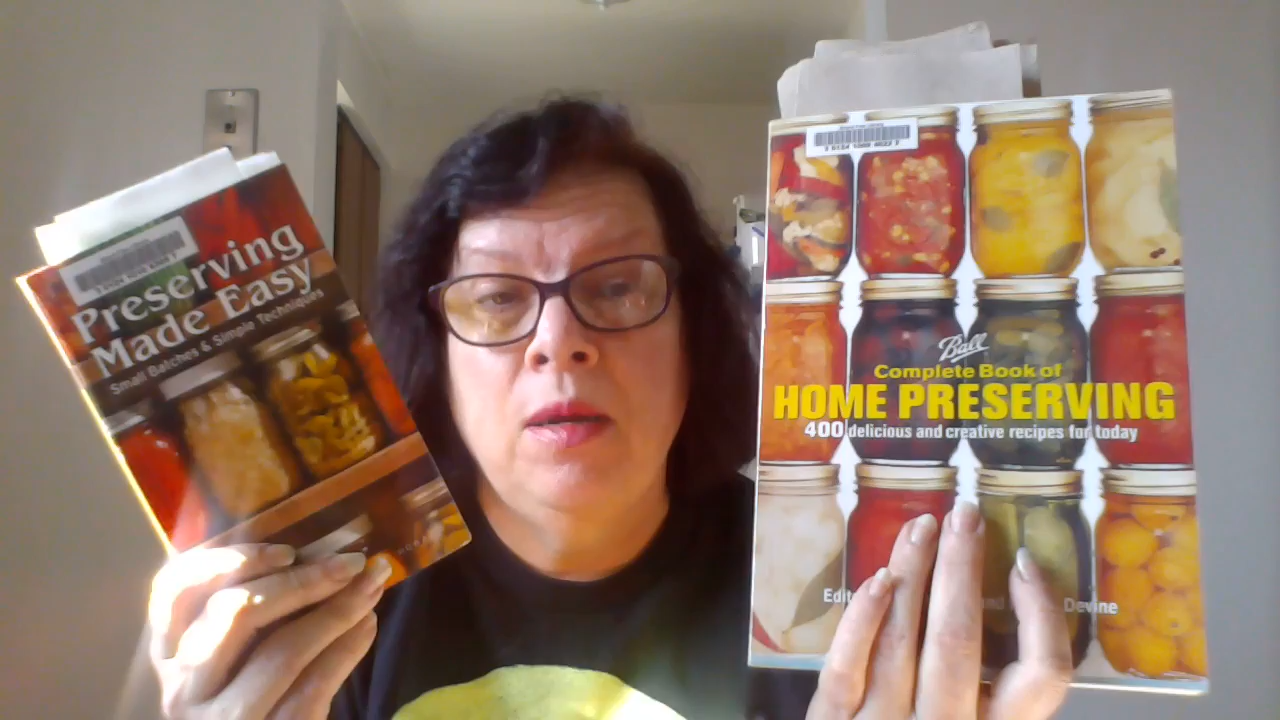 Preserving
Made Easy
Small Batches & Simple Techniques
Ball
Complete Book of
HOME PRESERVING
400 delicious and creative recipes for today
Devine